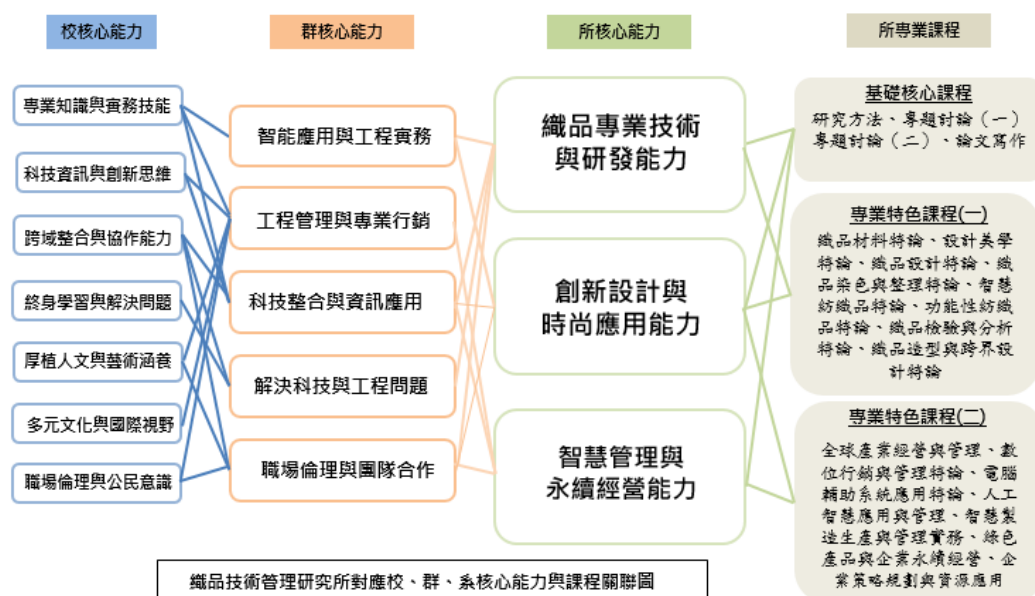 校核心能力
群核心能力
所核心能力
所專業課程
專業知識與實務技能
科技資訊與創新思維
跨域整合與協作能力
終身學習與解決問題
厚植人文與藝術涵養
多元文化與國際視野
職場倫理與公民意識
智能應用與工程實務
工程管理與專業行銷
科技整合與資訊應用
解決科技與工程問題
職場倫理與團隊合作
織品專業技術
與研發能力
創新設計與
時尚應用能力
智慧管理與
永續經營能力
基礎核心課程
研究方法、專題討論（一）
專題討論（二）、論文寫作
專業特色課程(一)
織品材料特論、設計美學
特論、織品設計特論、織
品染色與整理特論、智慧
紡織品特論、功能性紡織
品特論、織品檢驗與分析
特論、織品造型與跨界設
計特論
專業特色課程(二)
全球產業經營與管理、數
位行銷與管理特論、電腦
輔助系統應用特論、人工
智慧應用與管理、智慧製
造生產與管理實務、綠色
產品與企業永續經營、企
業策略規劃與資源應用
織品技術管理研究所對應校、群、系核心能力與課程關聯圖